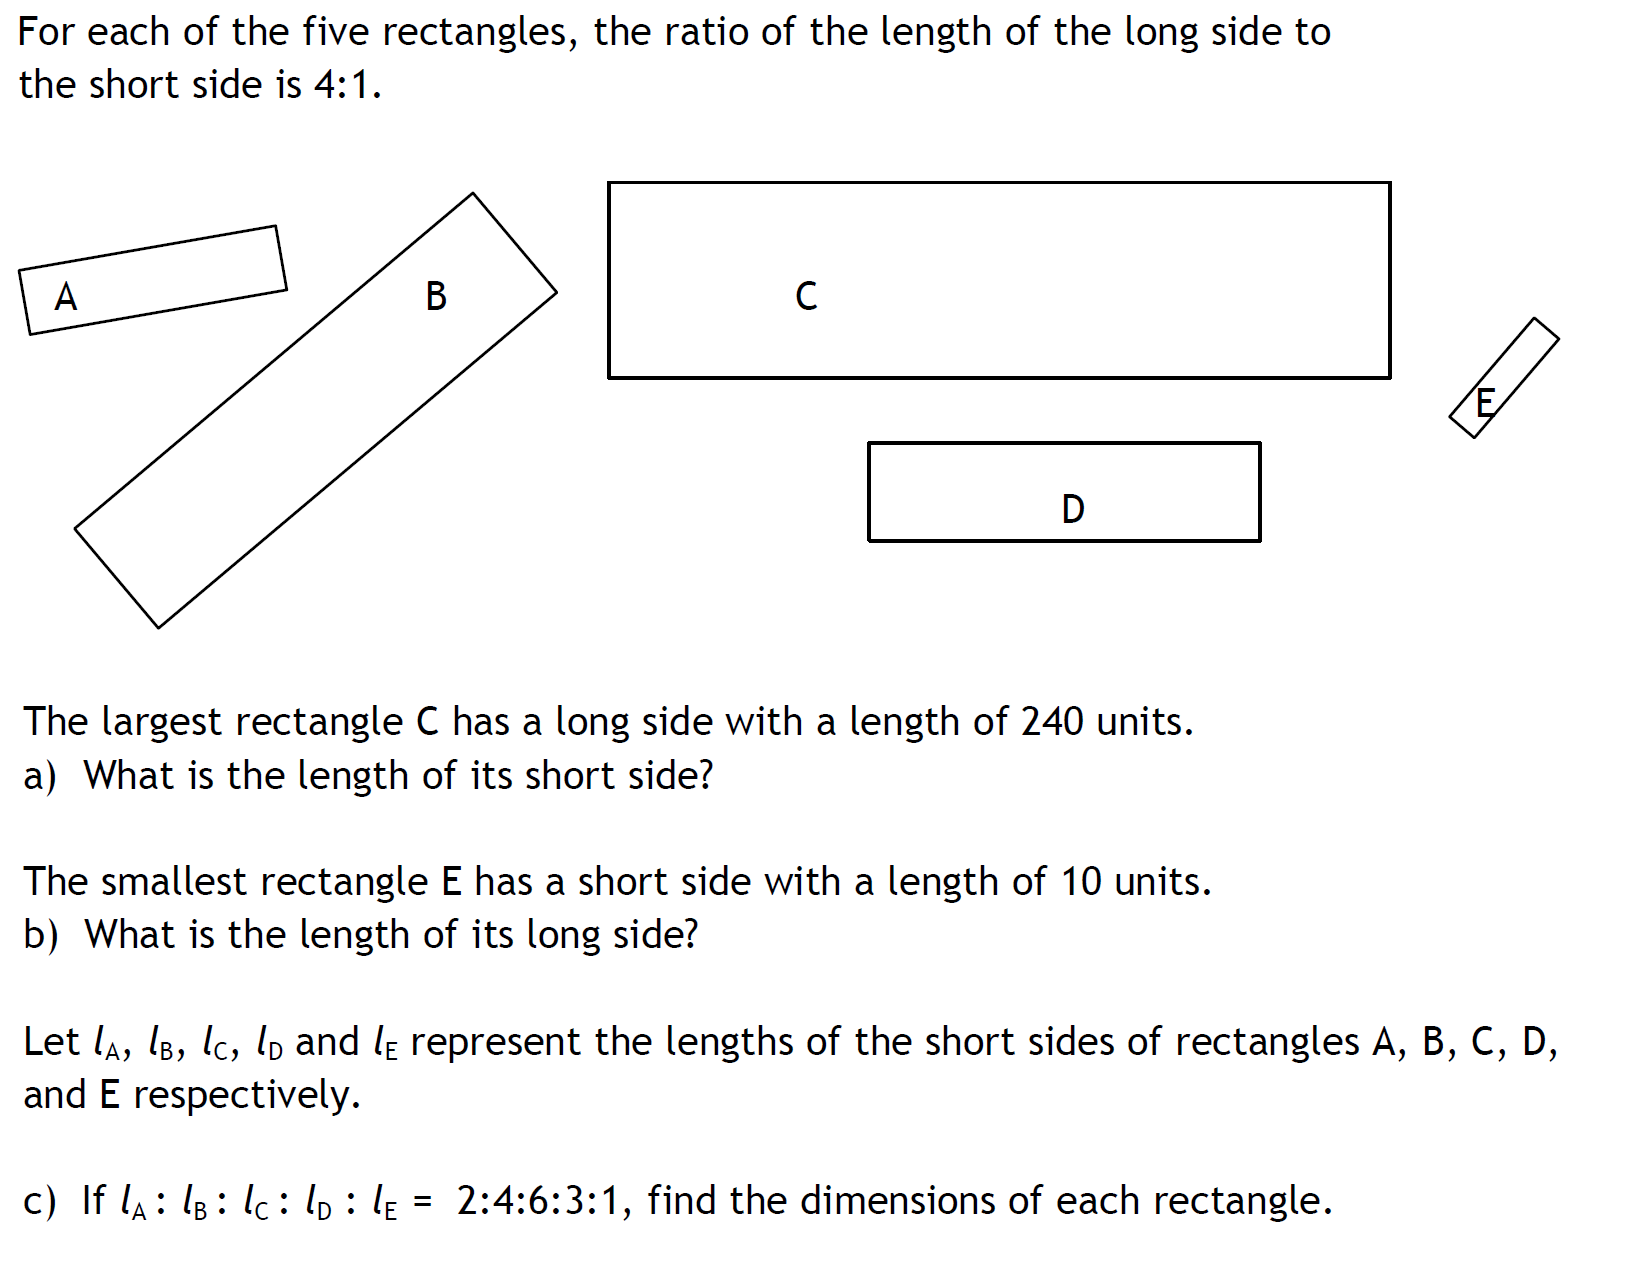 For each of the five rectangles, the ratio of the length of the long side to
the short side is 4:1.
A
B
C
E
D
The largest rectangle C has a long side with a length of 240 units.
a) What is the length of its short side?
The smallest rectangle E has a short side with a length of 10 units.
b) What is the length of its long side?
Let lA, lB, lC, lD and lE represent the lengths of the short sides of rectangles A, B, C, D,
and E respectively.
c) If lA : lB : lC : lD : lE = 2:4:6:3:1, find the dimensions of each rectangle.